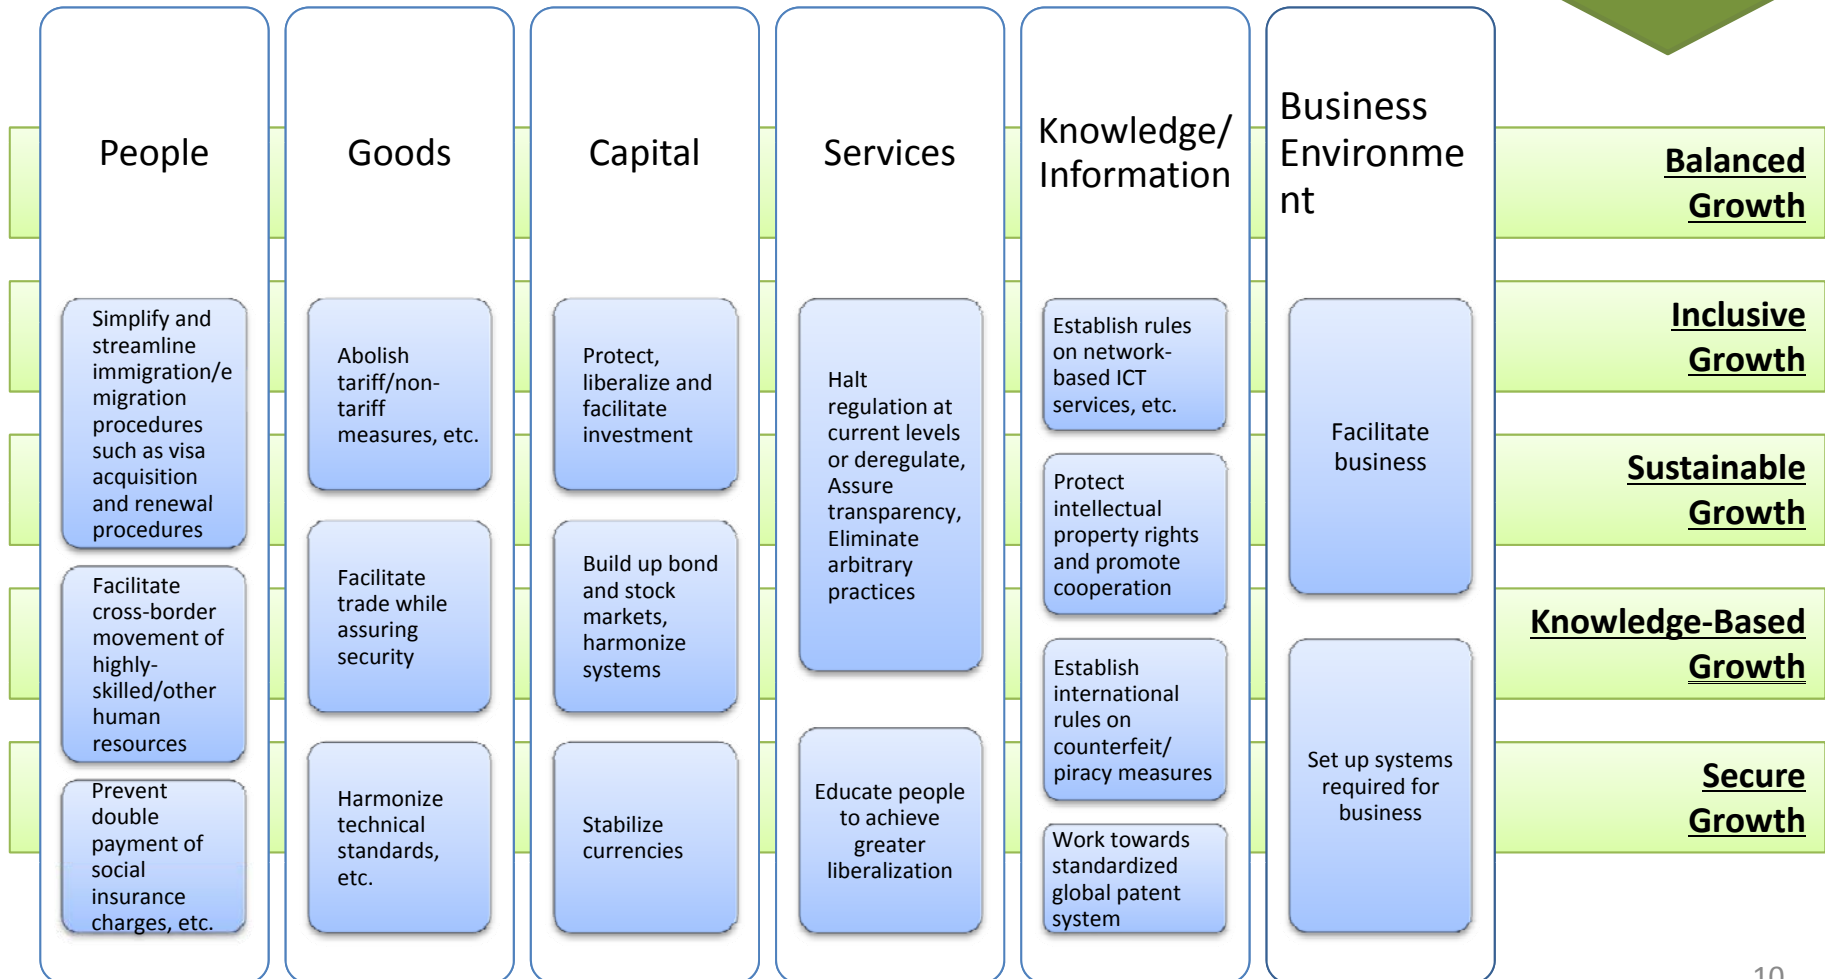 People
Simplify and
streamline
immigration/e
migration
procedures
such as visa
acquisition
and renewal
procedures
Facilitate
cross-border
movement of
highly-
skilled/other
human
resources
Prevent
double
payment of
social
insurance
charges, etc.
Goods
Abolish
tariff/non-
tariff
measures, etc.
Facilitate
trade while
assuring
security
Harmonize
technical
standards,
etc.
Capital
Protect,
liberalize and
facilitate
investment
Build up bond
and stock
markets,
harmonize
systems
Stabilize
currencies
Services
Halt
regulation at
current levels
or deregulate,
Assure
transparency,
Eliminate
arbitrary
practices
Educate people
to achieve
greater
liberalization
Knowledge/
Information
Establish rules
on network-
based ICT
services, etc.
Protect
intellectual
property rights
and promote
cooperation
Establish
international
rules on
counterfeit/
piracy measures
Work towards
standardized
global patent
system
Business
Environme
nt
Facilitate
business
Set up systems
required for
business
Balanced
Growth
Inclusive
Growth
Sustainable
Growth
Knowledge-Based
Growth
Secure
Growth
10